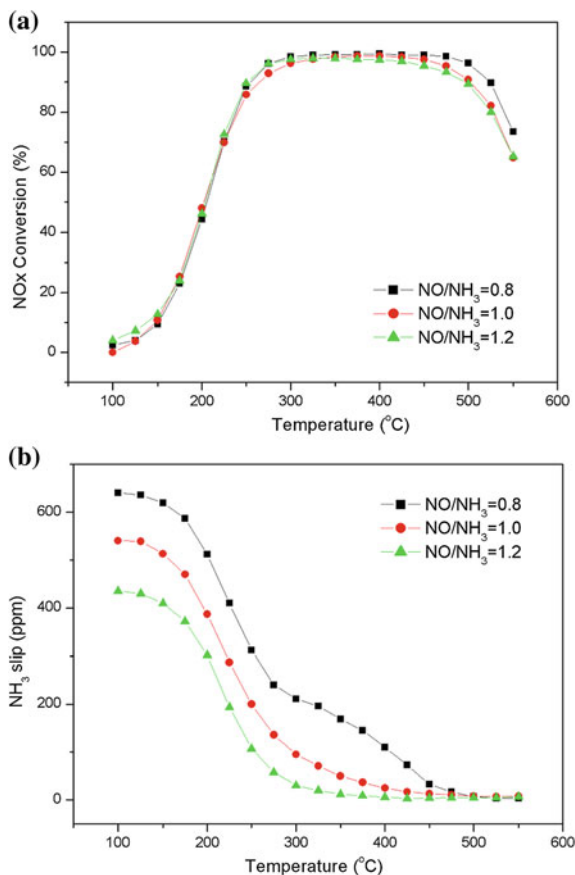 (a)
100
80
60
40
20
0
NOx Conversion (%)
NO/NH₃=0.8
NO/NH₃=1.0
NO/NH₃=1.2
100 200 300 400 500 600
Temperature (°C)
(b)
600
400
200
0
NH₃ slip (ppm)
NO/NH₃=0.8
NO/NH₃=1.0
NO/NH₃=1.2
100 200 300 400 500 600
Temperature (°C)